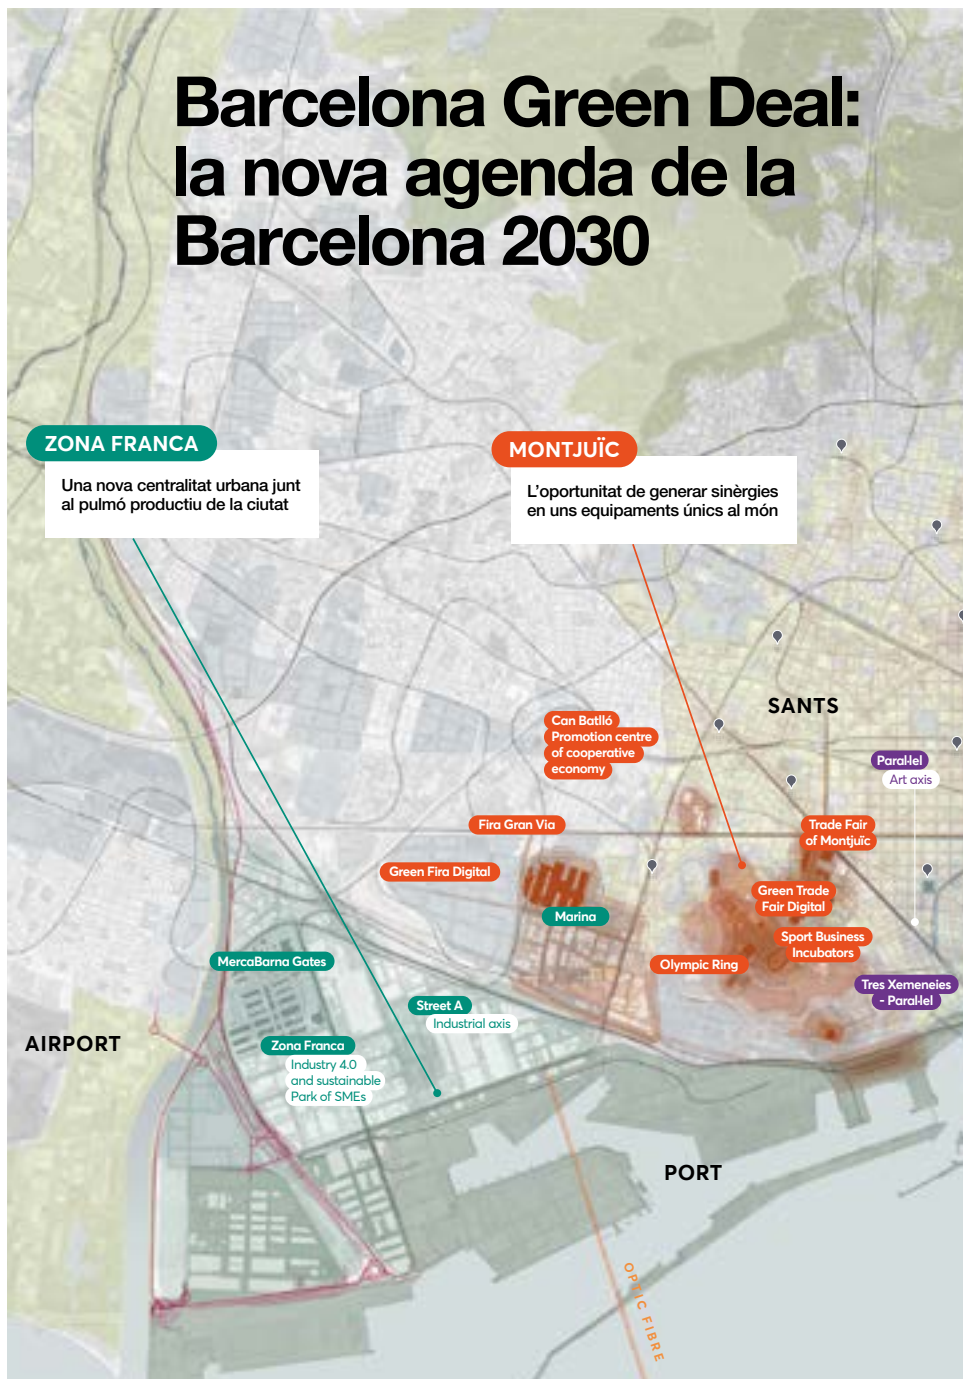 Barcelona Green Deal:
la nova agenda de la
Barcelona 2030
ZONA FRANCA
Una nova centralitat urbana junt
al pulmó productiu de la ciutat
MONTJUÏC
L’oportunitat de generar sinèrgies
en uns equipaments únics al món
SANTS
Can Batlló
Promotion centre
of cooperative
economy
Paral·lel
Art axis
Fira Gran Via
Trade Fair
of Montjuïc
Green Fira Digital
Green Trade
Fair Digital
Marina
Sport Business
Incubators
MercaBarna Gates
Olympic Ring
Tres Xemeneies
- Paral·lel
Street A
Industrial axis
AIRPORT
Zona Franca
Industry 4.0
and sustainable
Park of SMEs
PORT
OPTIC FIBRE